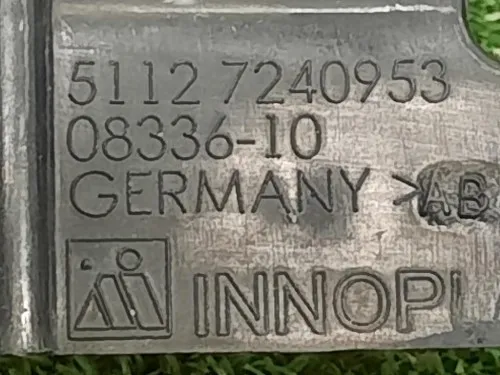 5112 7240953
08336-10
GERMANY >AB
INNOPL